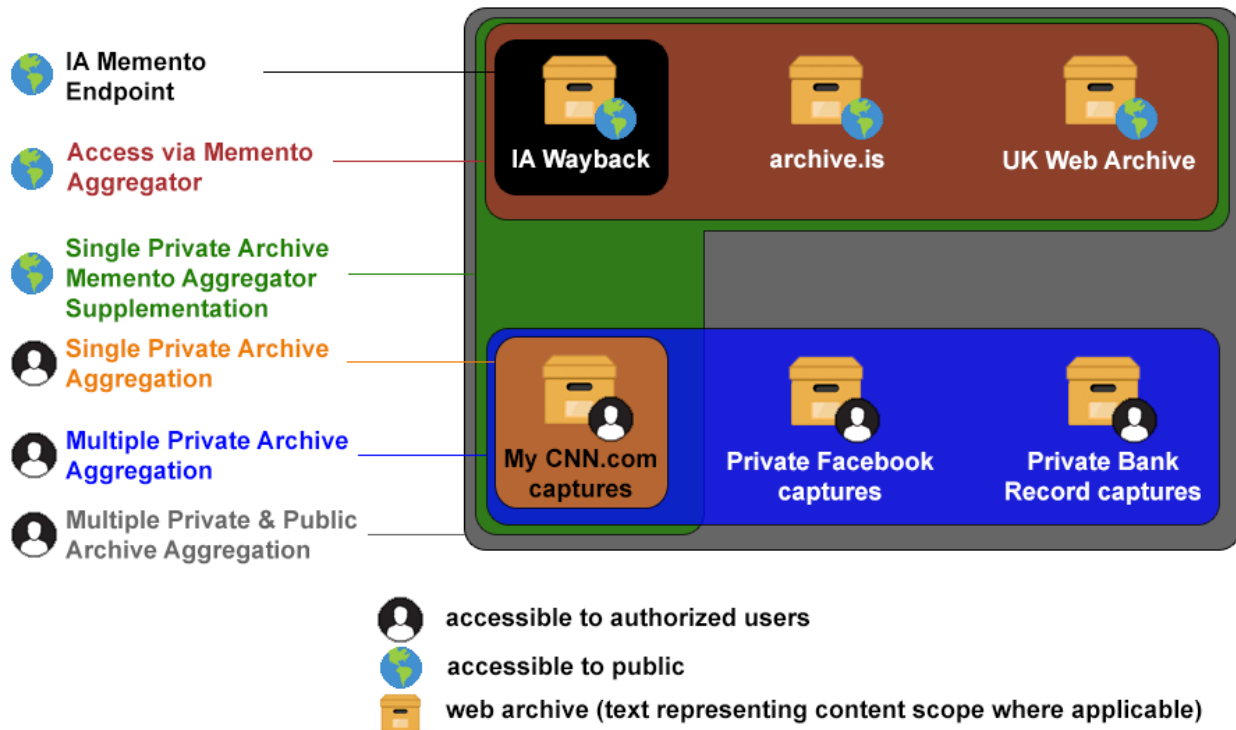 IA Memento
Endpoint
Access via Memento
Aggregator
Single Private Archive
Memento Aggregator
Supplementation
Single Private Archive
Aggregation
Multiple Private Archive
Aggregation
Multiple Private & Public
Archive Aggregation
IA Wayback
archive.is
UK Web Archive
My CNN.com
captures
Private Facebook
captures
Private Bank
Record captures
accessible to authorized users
accessible to public
web archive (text representing content scope where applicable)